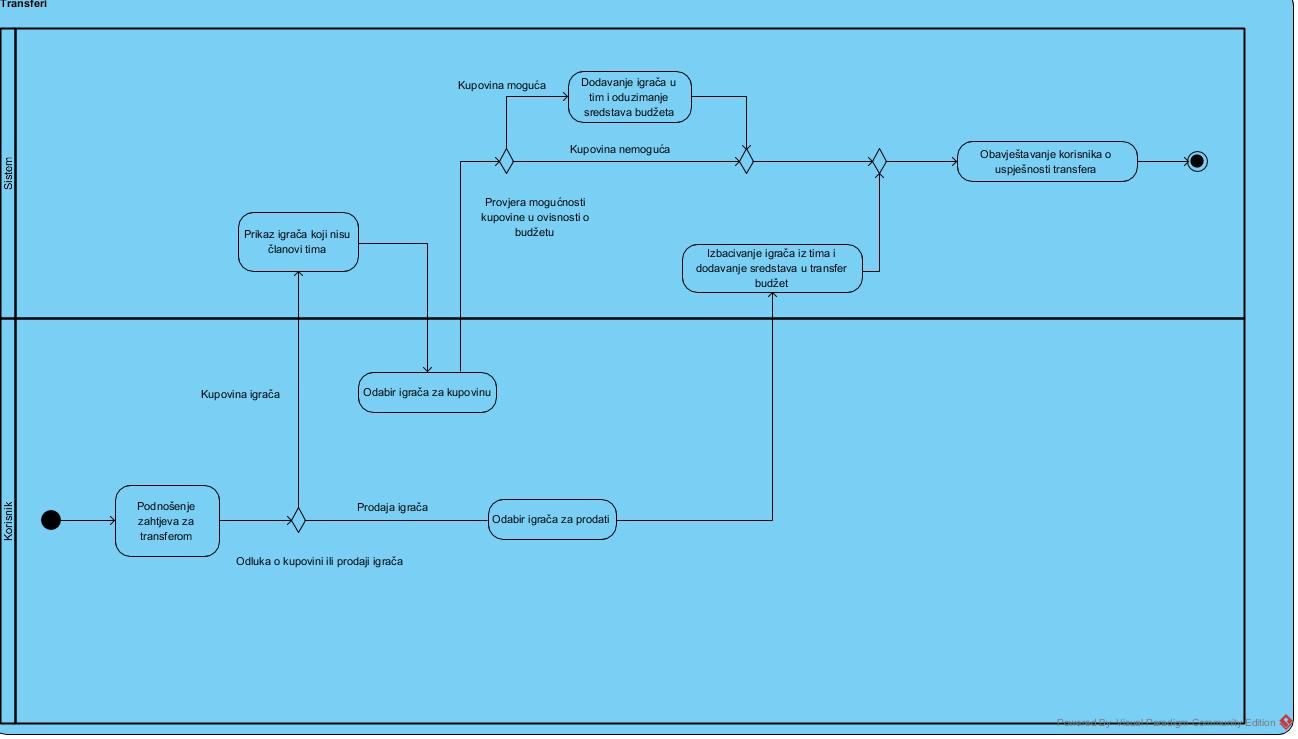 Transferi
Sistem
Kupovina moguća
Dodavanje igrača u
tim i oduzimanje
sredstava budžeta
Kupovina nemoguća
Obavještavanje korisnika o
uspješnosti transfera
Provjera mogućnosti
kupovine u ovisnosti o
budžetu
Prikaz igrača koji nisu
članovi tima
Izbacivanje igrača iz tima i
dodavanje sredstava u transfer
budžet
Korisnik
Kupovina igrača
Odabir igrača za kupovinu
Podnošenje
zahtjeva za
transferom
Prodaja igrača
Odabir igrača za prodati
Odluka o kupovini ili prodaji igrača
Powered By Visual Paradigm Community Edition